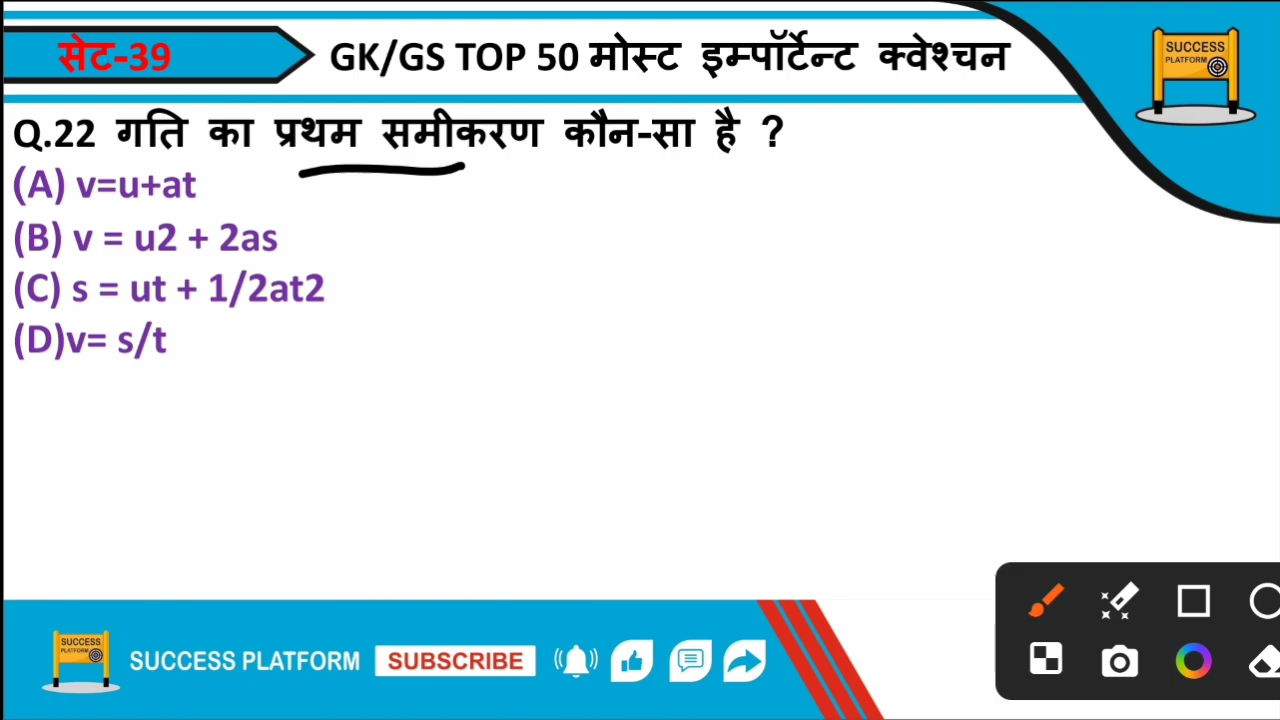 सेट-39
GK/GS TOP 50 मोस्ट इम्पॉर्टेन्ट क्वेश्चन
SUCCESS
PLATFORM
Q.22 गति का प्रथम समीकरण कौन-सा है ?
(A) v=u+at
(B) v = u2 + 2as
(C) s = ut + 1/2at2
(D)v= s/t
SUCCESS
PLATFORM
SUCCESS PLATFORM
SUBSCRIBE